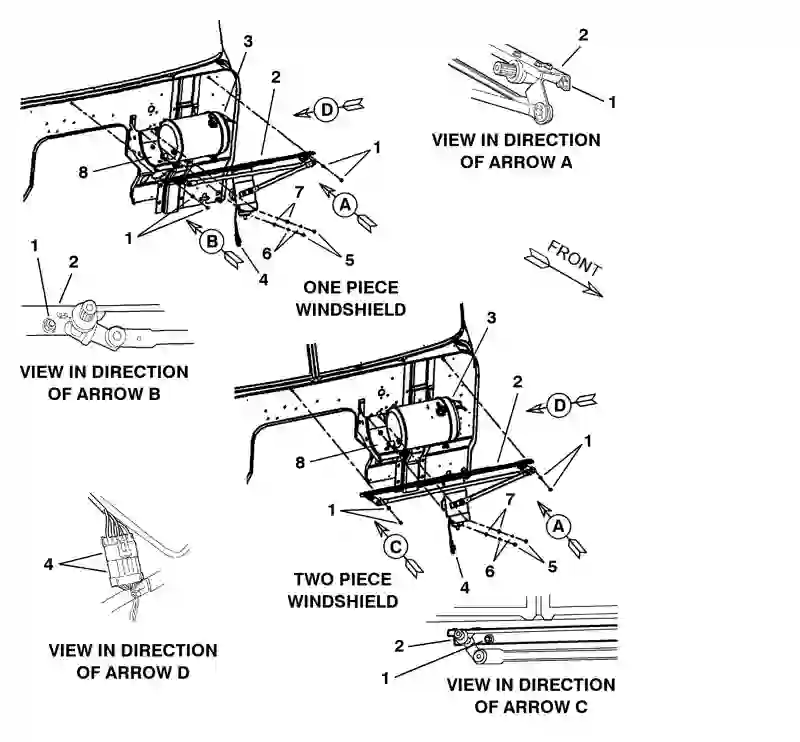 2
3
2
D
1
VIEW IN DIRECTION
OF ARROW A
1
8
7
A
1
B
6
5
4
1
2
ONE PIECE
WINDSHIELD
FRONT
VIEW IN DIRECTION
OF ARROW B
3
2
D
1
8
7
1
A
C
6
5
4
4
TWO PIECE
WINDSHIELD
VIEW IN DIRECTION
OF ARROW D
2
1
VIEW IN DIRECTION
OF ARROW C